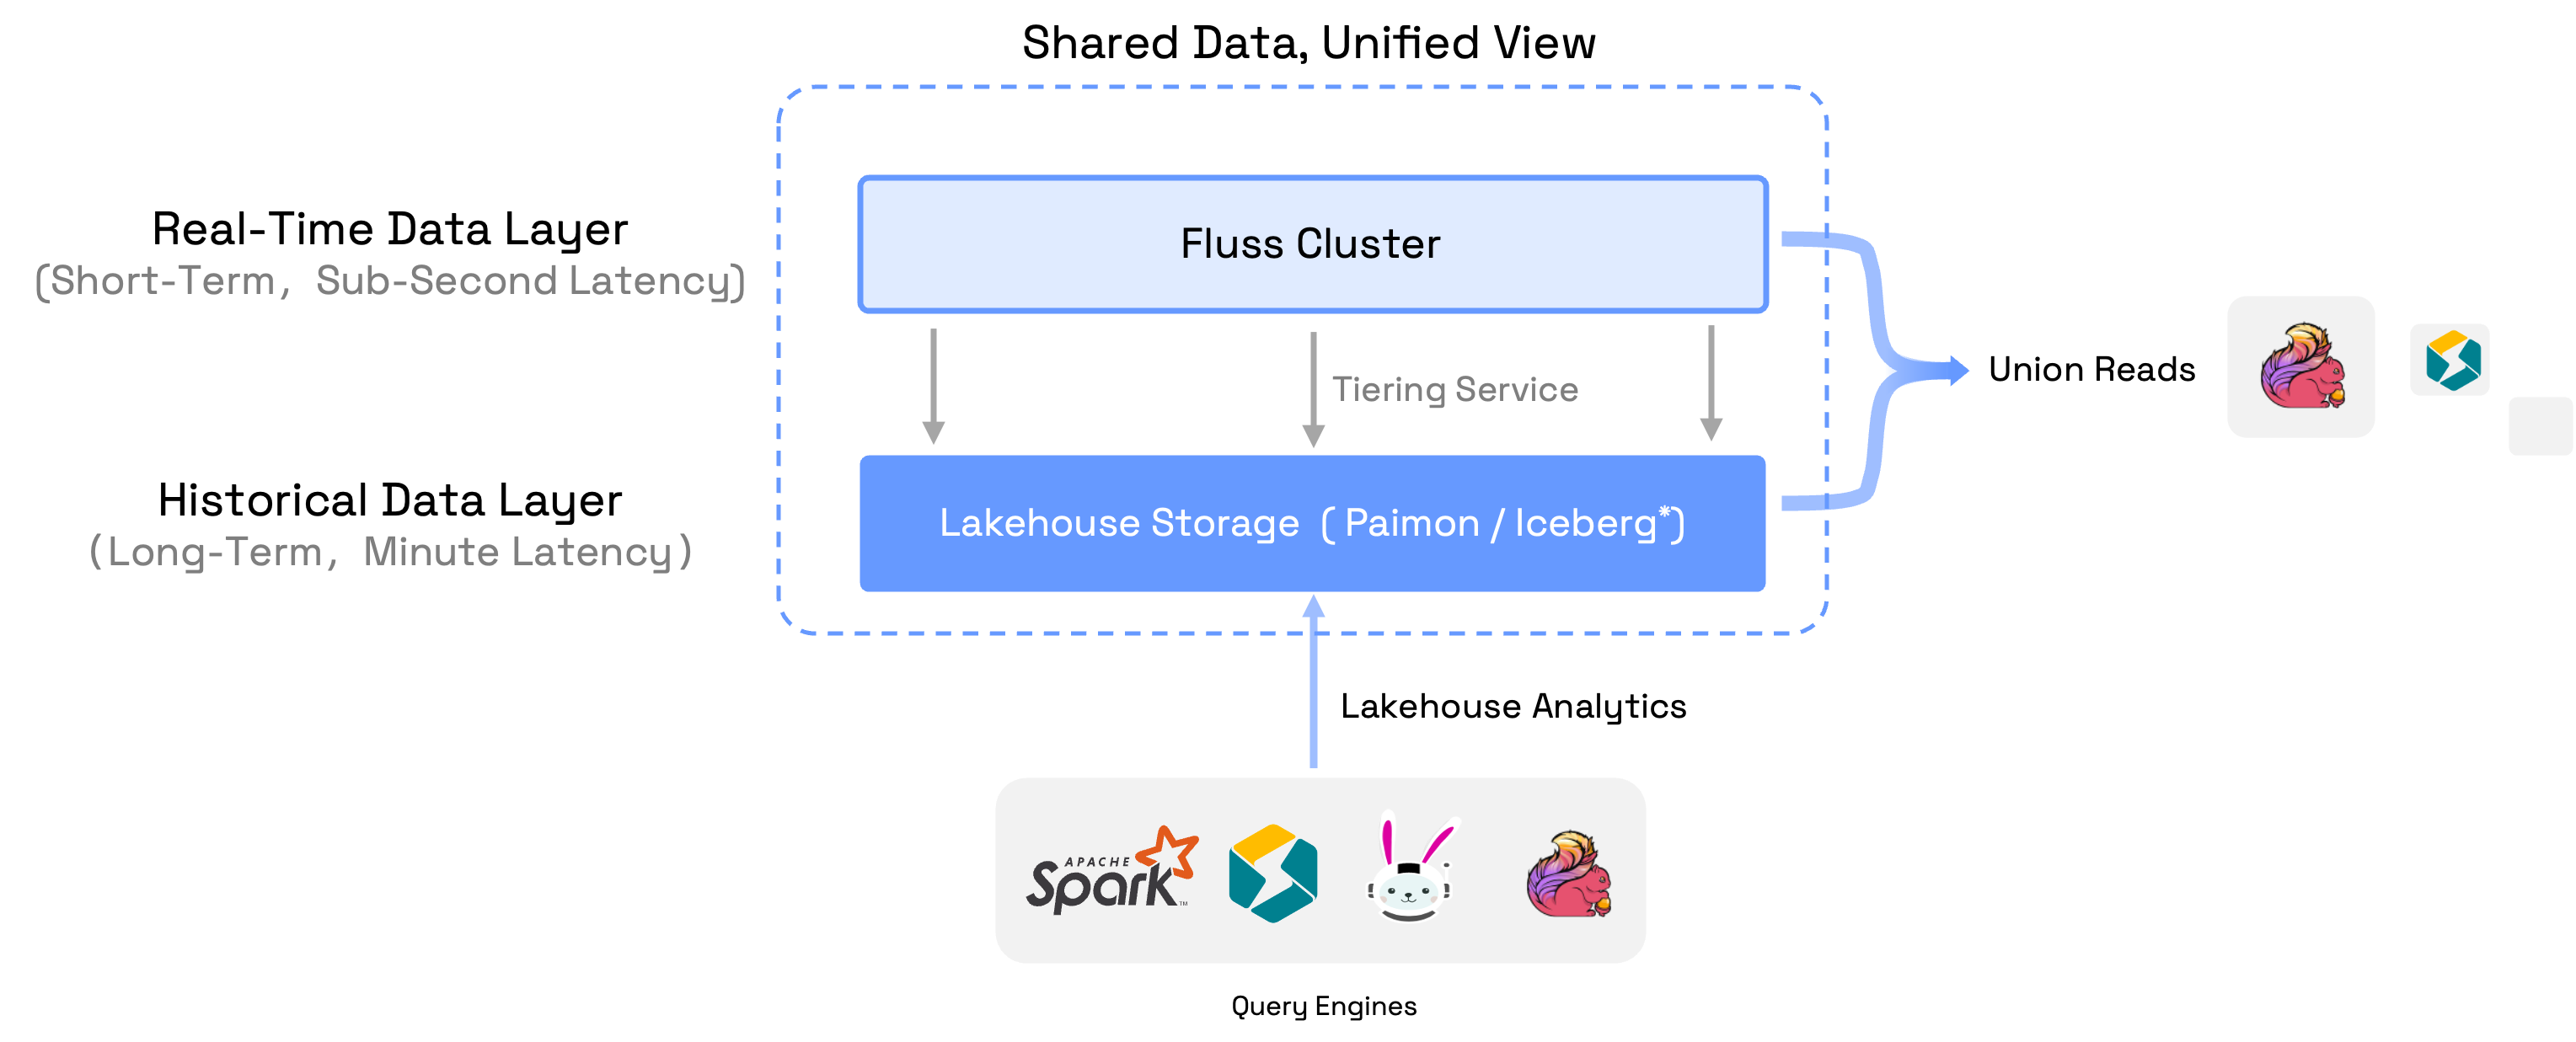 Shared Data, Unified View
Real-Time Data Layer
(Short-Term, Sub-Second Latency)
Fluss Cluster
Tiering Service
Union Reads
Historical Data Layer
(Long-Term, Minute Latency)
Lakehouse Storage ( Paimon / Iceberg*)
Lakehouse Analytics
APACHE
Spark™
Query Engines